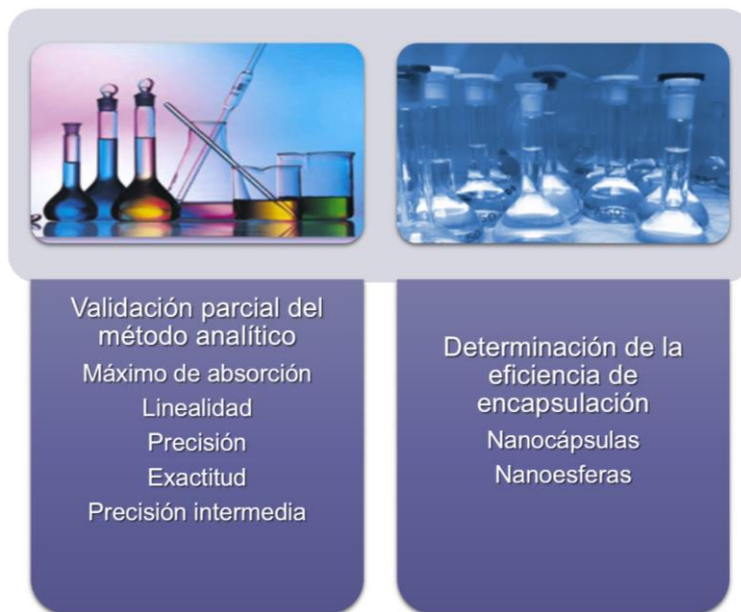 Validación parcial del
método analítico
Máximo de absorción
Linealidad
Precisión
Exactitud
Precisión intermedia
Determinación de la
eficiencia de
encapsulación
Nanocápsulas
Nanoesferas